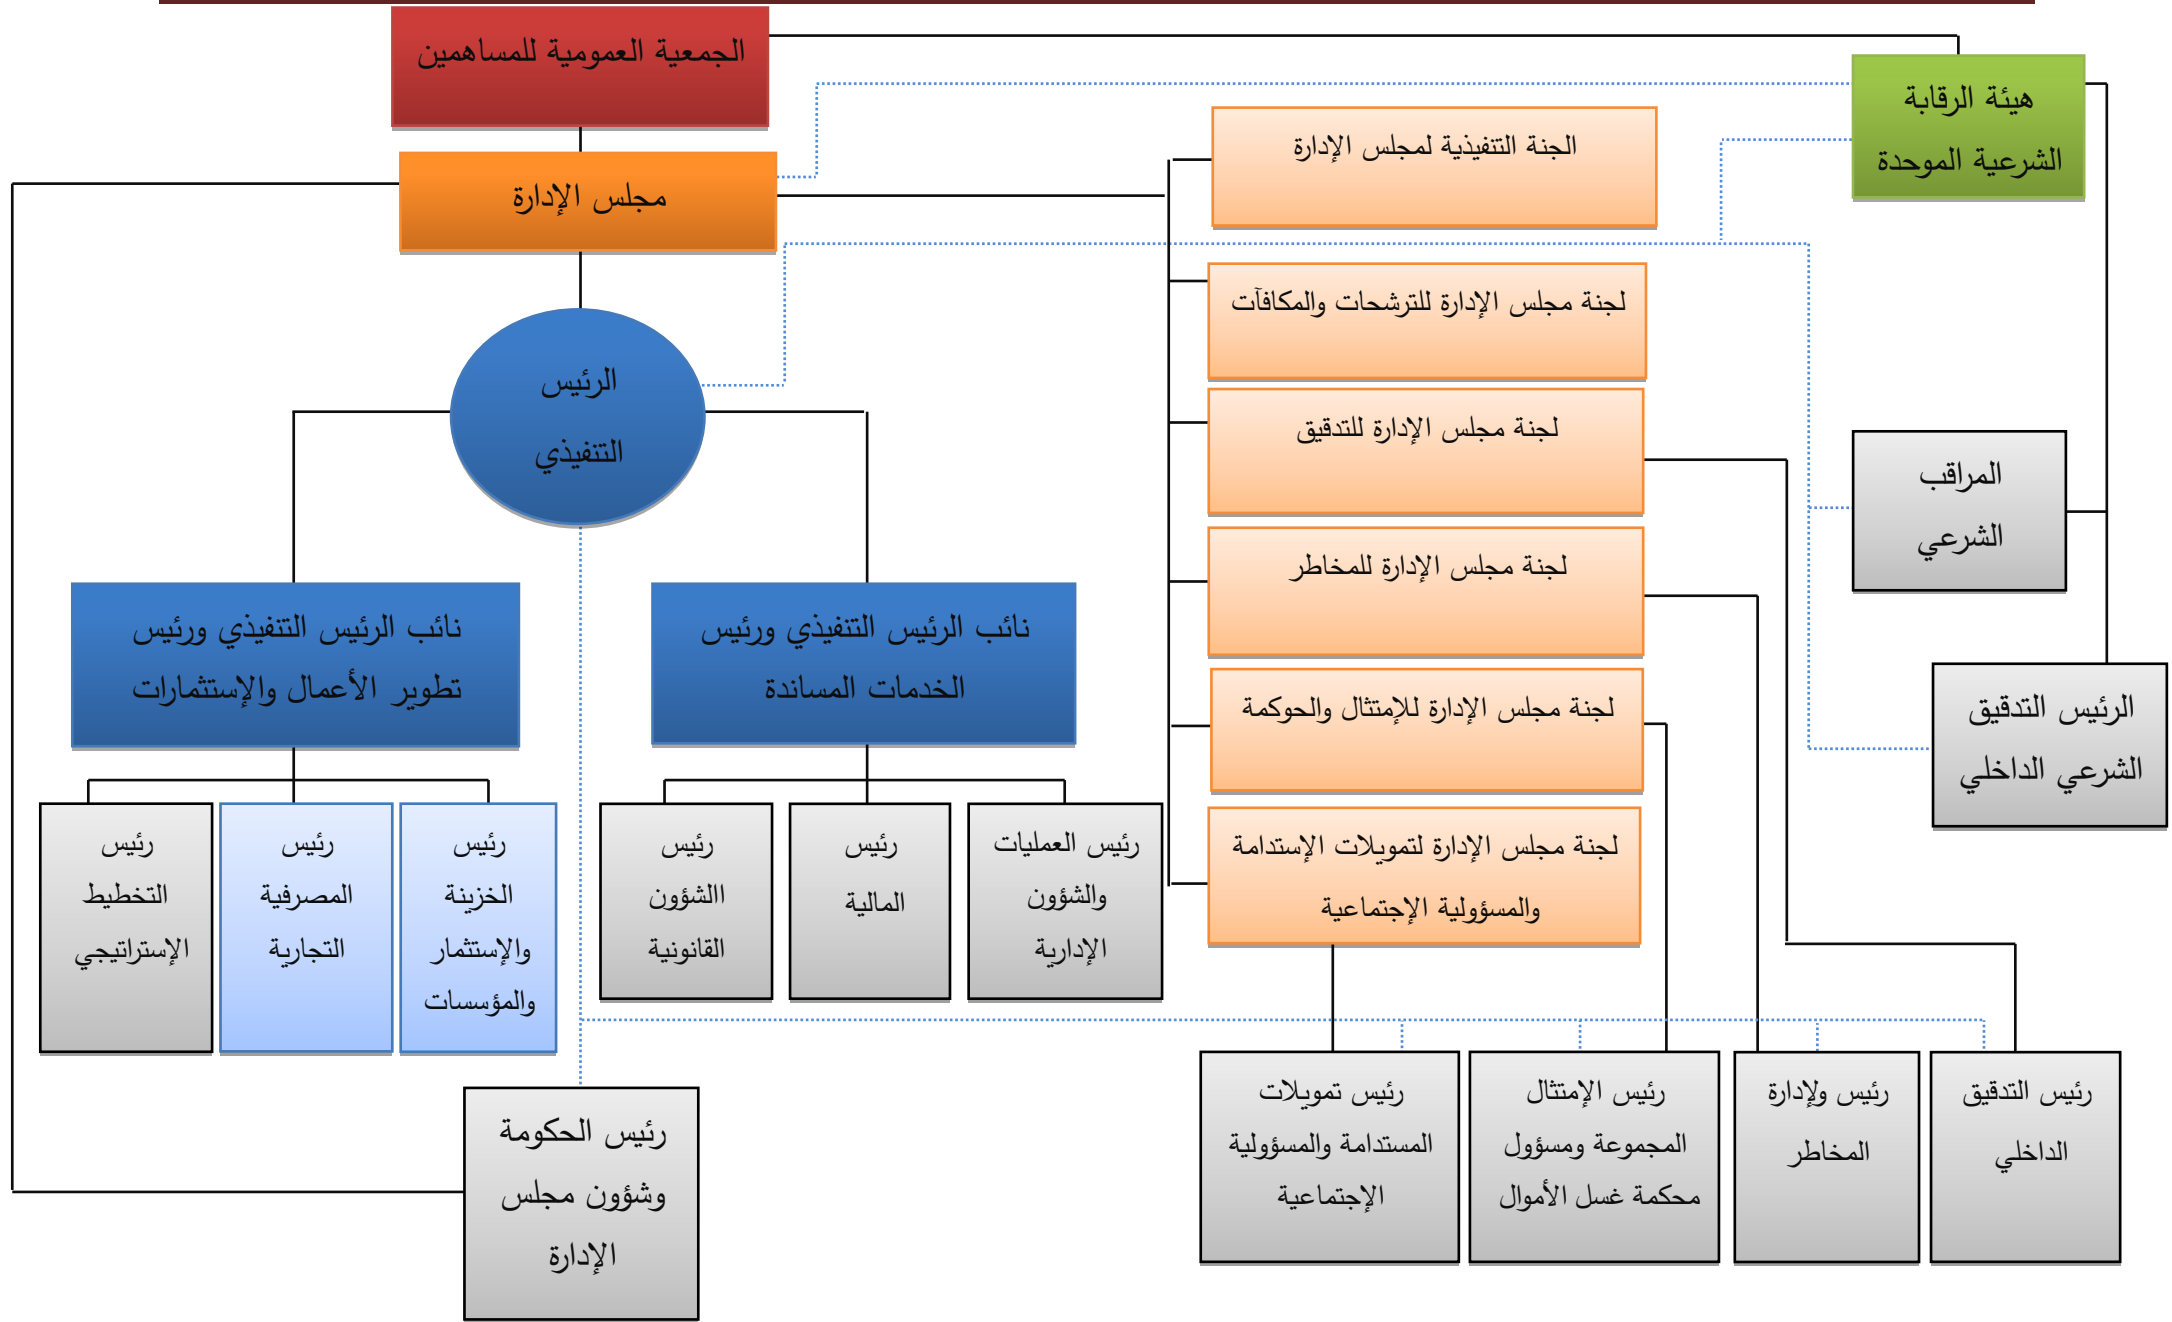 الجمعية العمومية للمساهمين
هيئة الرقابة
الشرعية الموحدة
مجلس الإدارة
الجنة التنفيذية لمجلس الإدارة
لجنة مجلس الإدارة للترشحات والمكافآت
لجنة مجلس الإدارة للتدقيق
لجنة مجلس الإدارة للمخاطر
لجنة مجلس الإدارة للإمتثال والحوكمة
لجنة مجلس الإدارة لتمويلات الإستدامة
والمسؤولية الإجتماعية
المراقب
الشرعي
الرئيس التدقيق
الشرعي الداخلي
الرئيس
التنفيذي
نائب الرئيس التنفيذي ورئيس
الخدمات المساندة
نائب الرئيس التنفيذي ورئيس
تطوير الأعمال والإستثمارات
رئيس العمليات
والشؤون
الإدارية
رئيس
المالية
رئيس
االشؤون
القانونية
رئيس
الخزينة
والإستثمار
والمؤسسات
رئيس
المصرفية
التجارية
رئيس
التخطيط
الإستراتيجي
رئيس التدقيق
الداخلي
رئيس ولإدارة
المخاطر
رئيس الإمتثال
المجموعة ومسؤول
محكمة غسل الأموال
رئيس تمويلات
المستدامة والمسؤولية
الإجتماعية
رئيس الحكومة
وشؤون مجلس
الإدارة